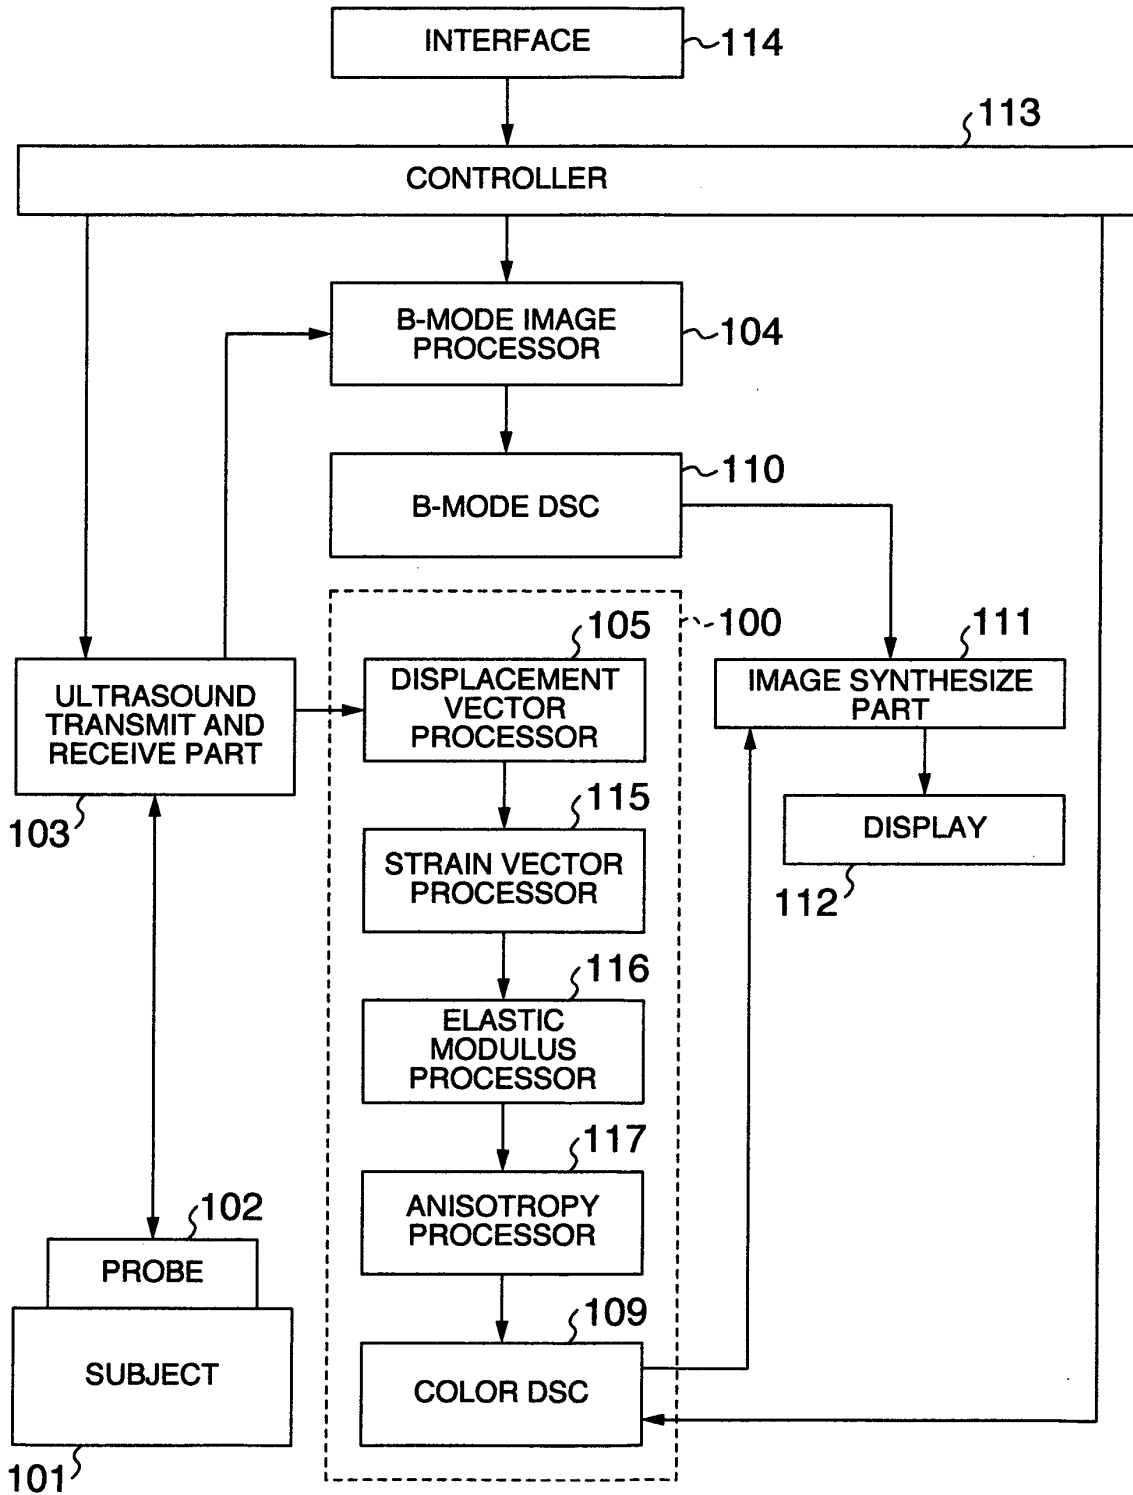 INTERFACE
114
113
CONTROLLER
B-MODE IMAGE
PROCESSOR
104
110
B-MODE DSC
105
100
111
ULTRASOUND
TRANSMIT AND
RECEIVE PART
103
DISPLACEMENT
VECTOR
PROCESSOR
IMAGE SYNTHESIZE
PART
115
STRAIN VECTOR
PROCESSOR
DISPLAY
112
116
ELASTIC
MODULUS
PROCESSOR
117
ANISOTROPY
PROCESSOR
102
PROBE
SUBJECT
101
109
COLOR DSC